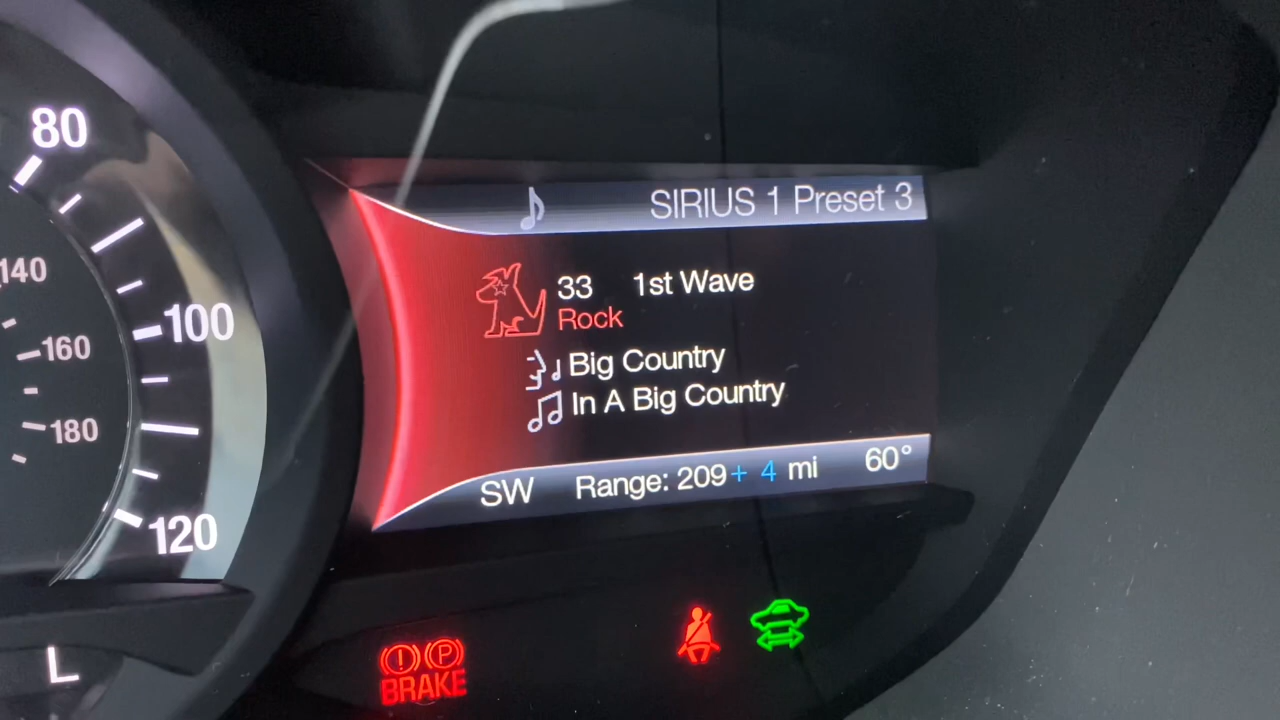 80
100
120
140
160
180
L
SIRIUS 1 Preset 3
33 1st Wave
Rock
Big Country
In A Big Country
SW Range: 209+ 4 mi 60°
(!) (P)
BRAKE